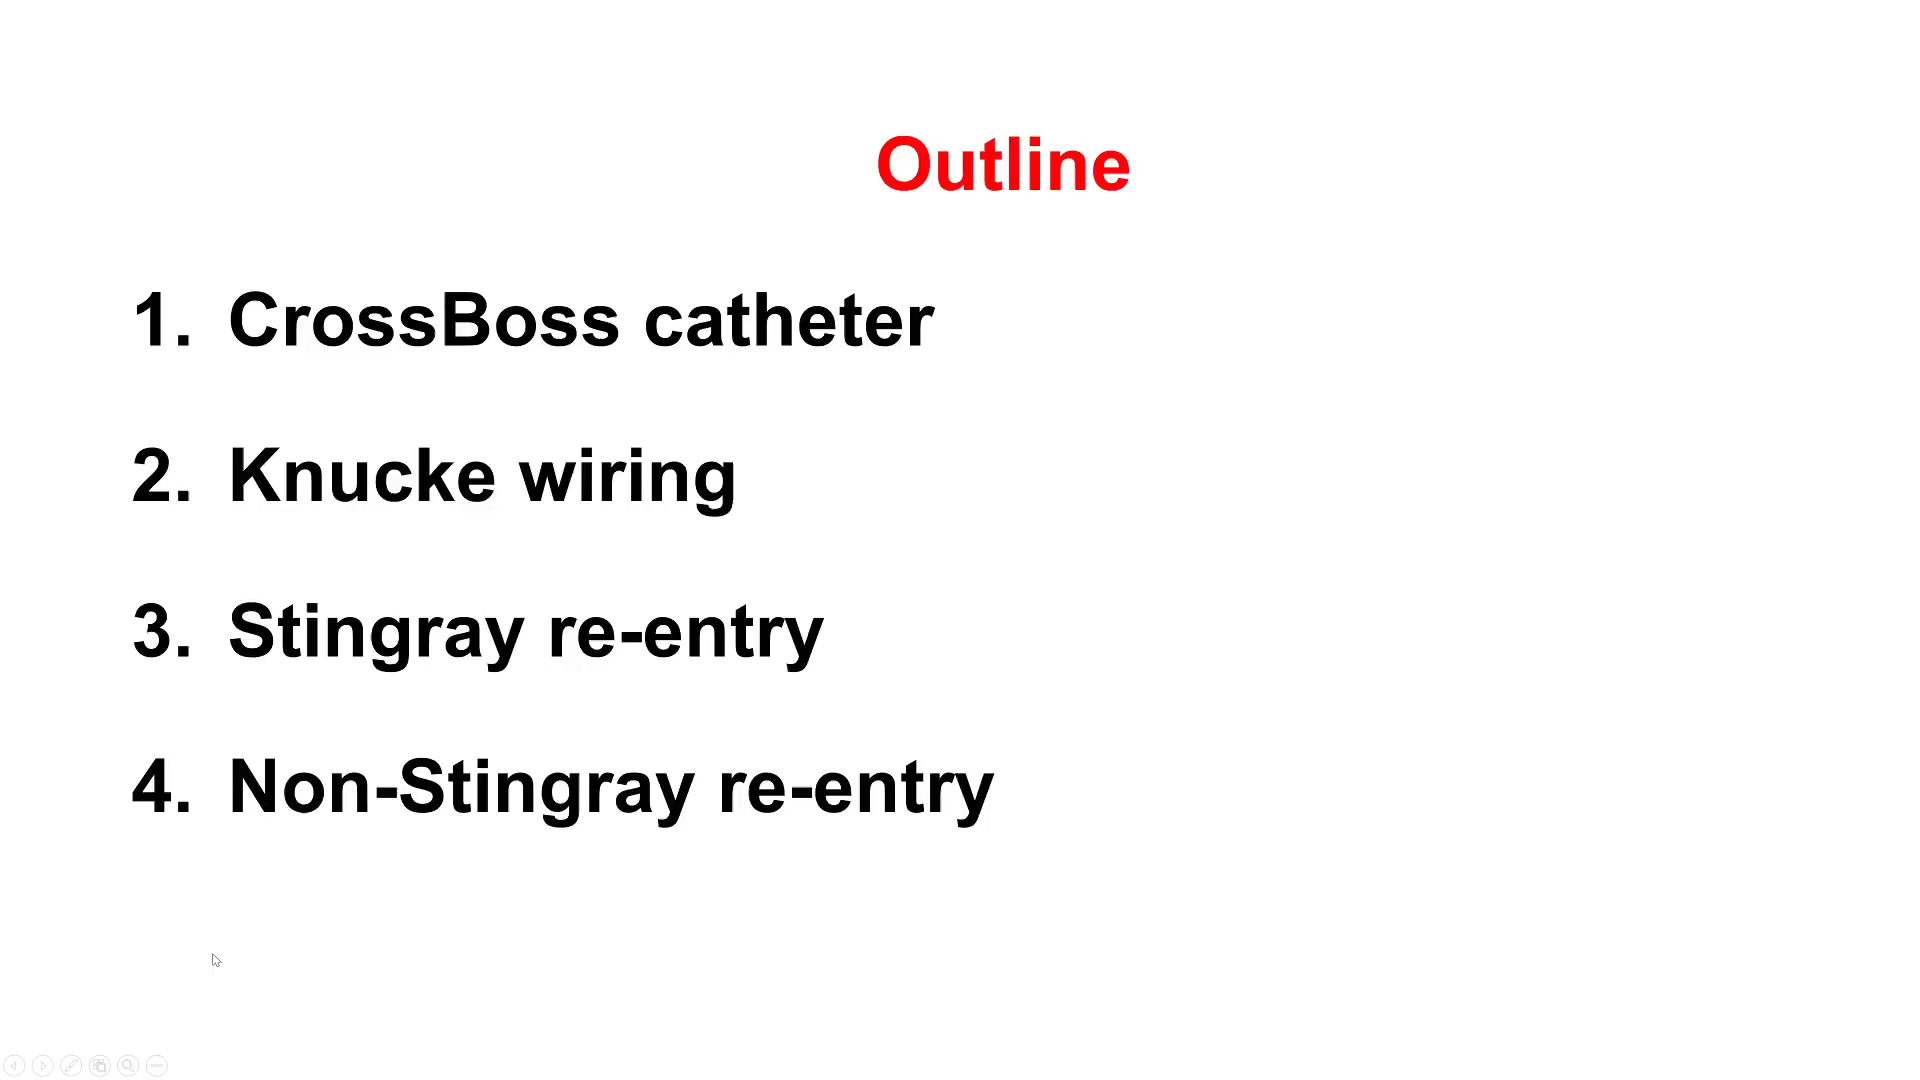 Outline
1. CrossBoss catheter
2. Knucke wiring
3. Stingray re-entry
4. Non-Stingray re-entry